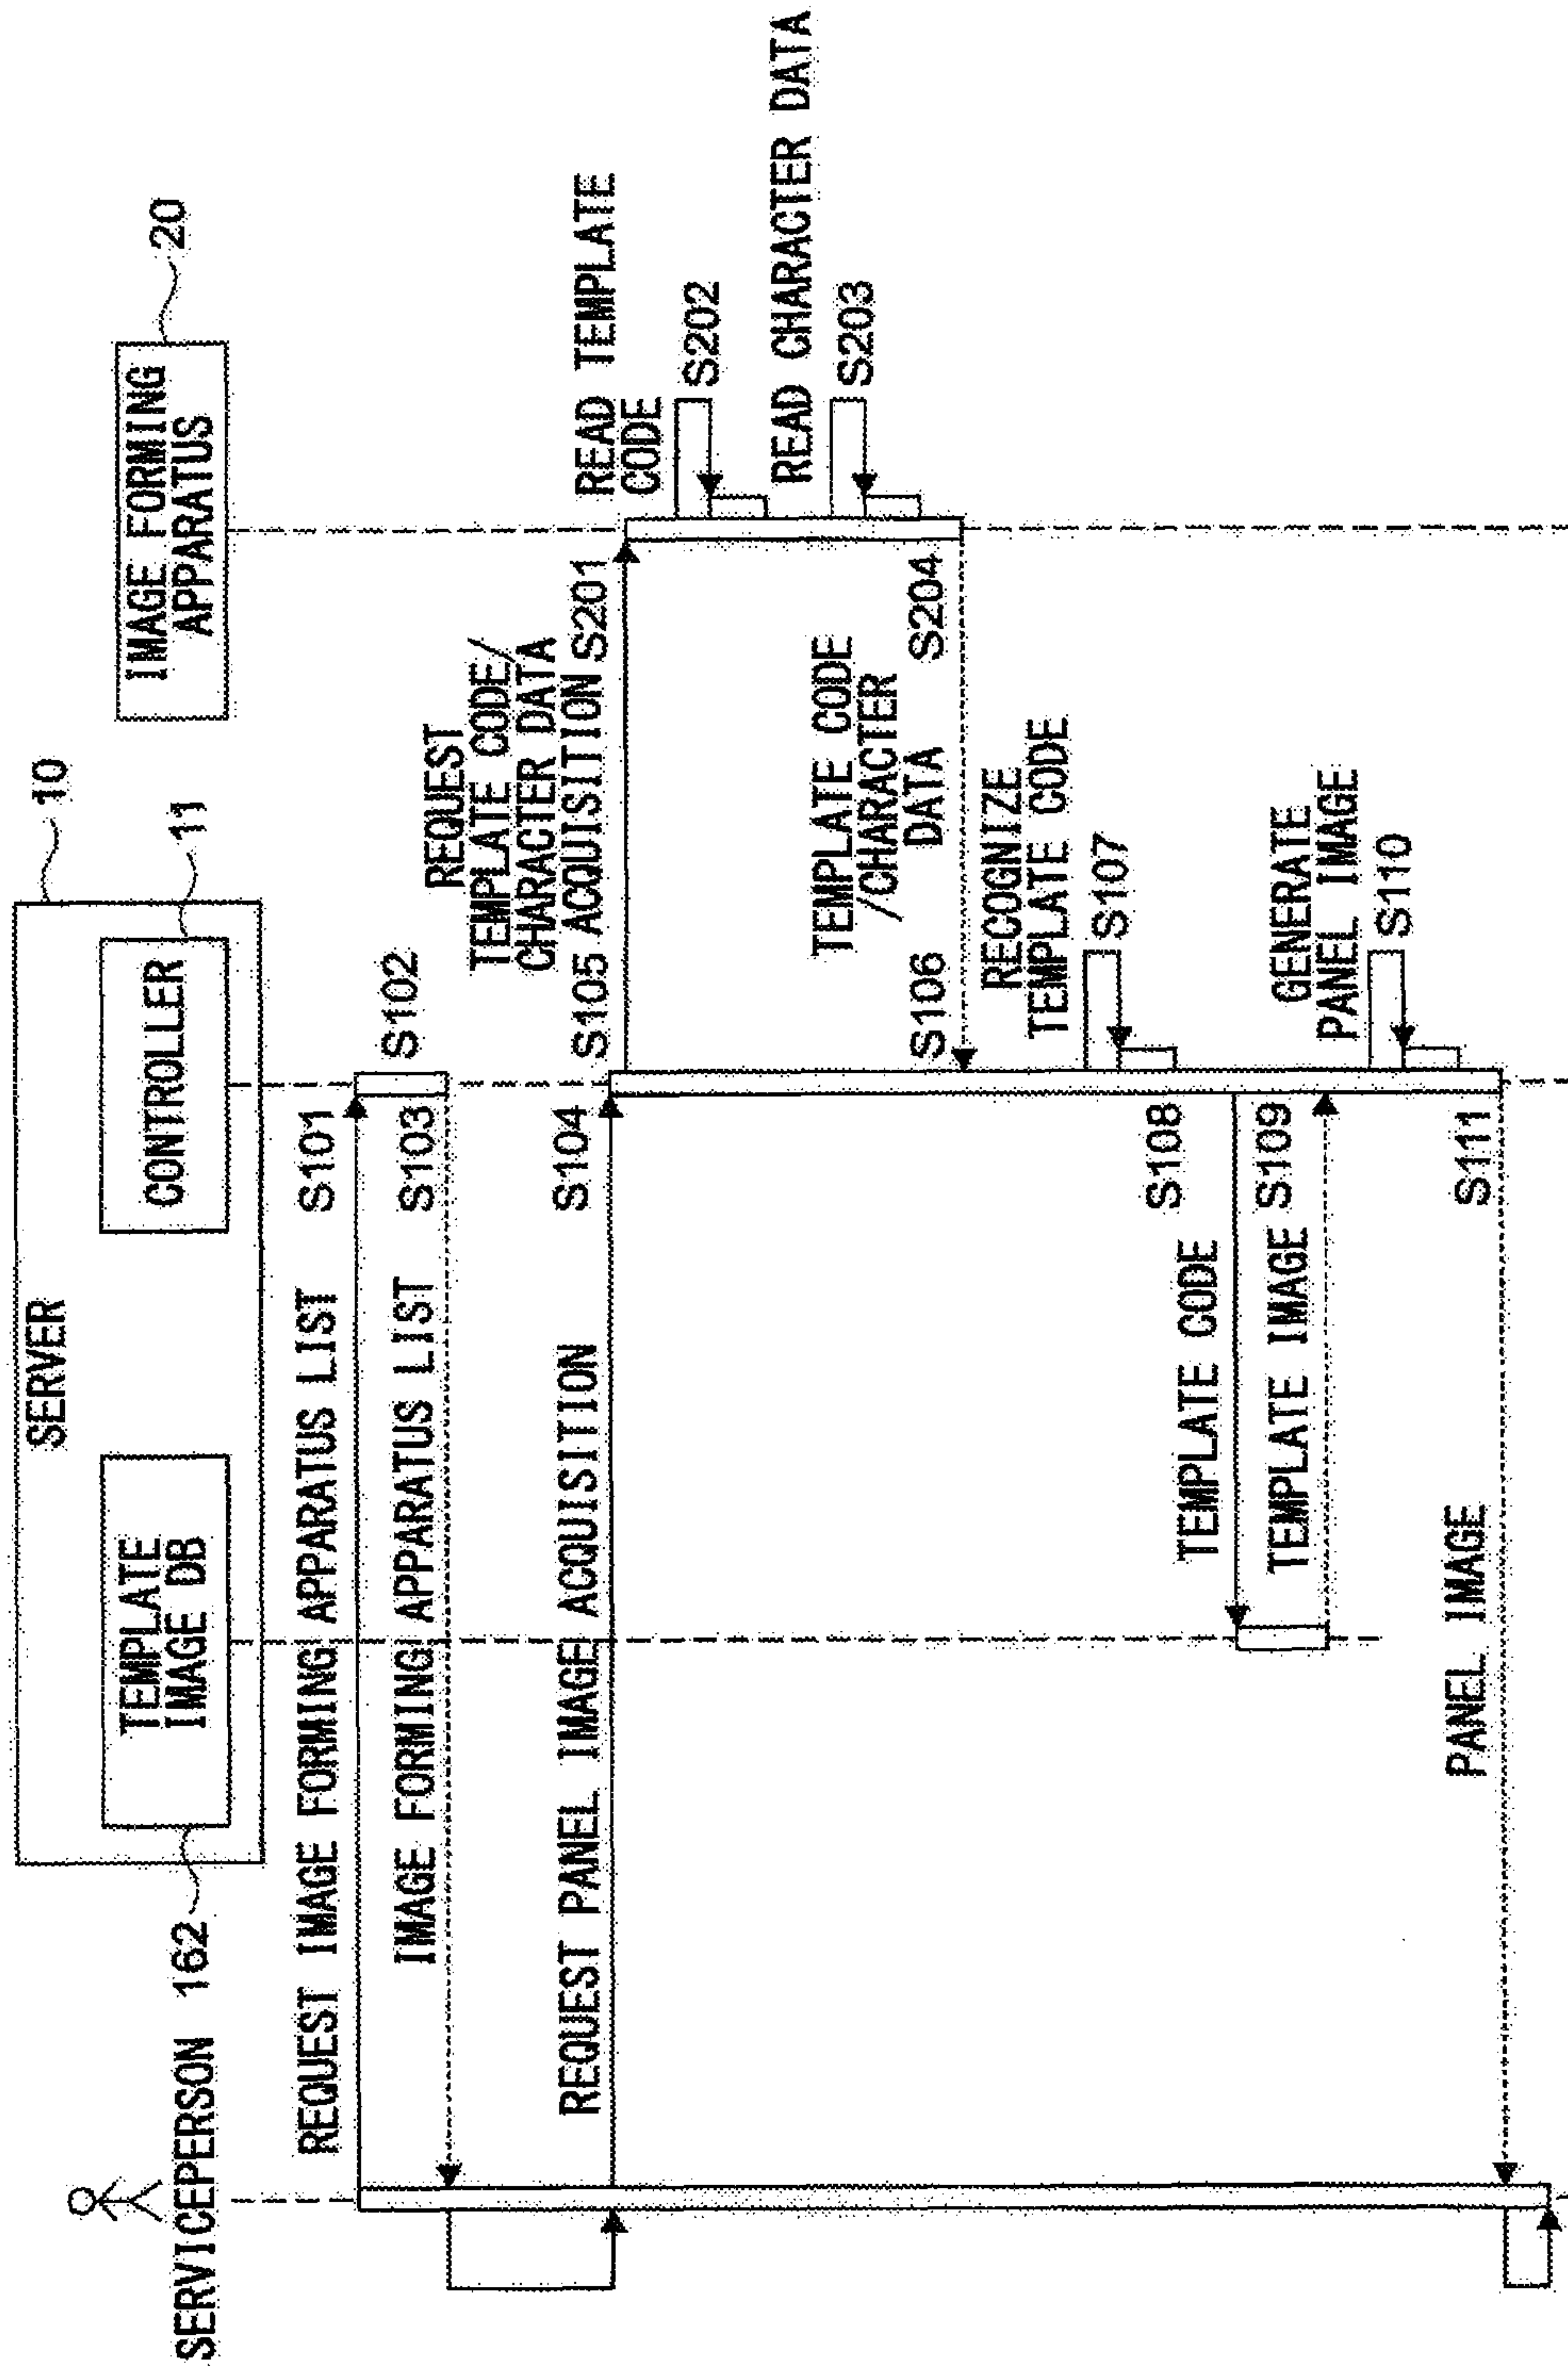 SERVER
10
SERVICEPERSON
162
TEMPLATE
IMAGE DB
CONTROLLER
11
IMAGE FORMING
APPARATUS
20
REQUEST IMAGE FORMING APPARATUS LIST
S101
S102
IMAGE FORMING APPARATUS LIST
S103
REQUEST PANEL IMAGE ACQUISITION
S104
REQUEST
TEMPLATE CODE/
CHARACTER DATA
S105 ACQUISITION S201
READ TEMPLATE
CODE
S202
READ CHARACTER DATA
S203
TEMPLATE CODE
/CHARACTER
DATA
S204
S106
RECOGNIZE
TEMPLATE CODE
S107
TEMPLATE CODE
S108
TEMPLATE IMAGE S109
GENERATE
PANEL IMAGE
S110
PANEL IMAGE
S111